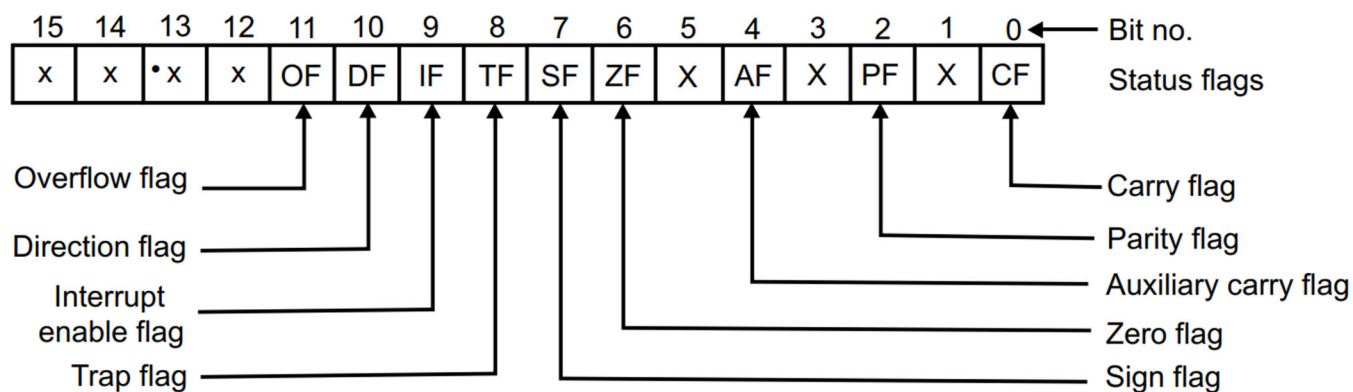 15 14 13 12 11 10 9 8 7 6 5 4 3 2 1 0 Bit no.
x x x x OF DF IF TF SF ZF X AF X PF X CF Status flags
Overflow flag
Carry flag
Direction flag
Parity flag
Interrupt
enable flag
Auxiliary carry flag
Zero flag
Trap flag
Sign flag